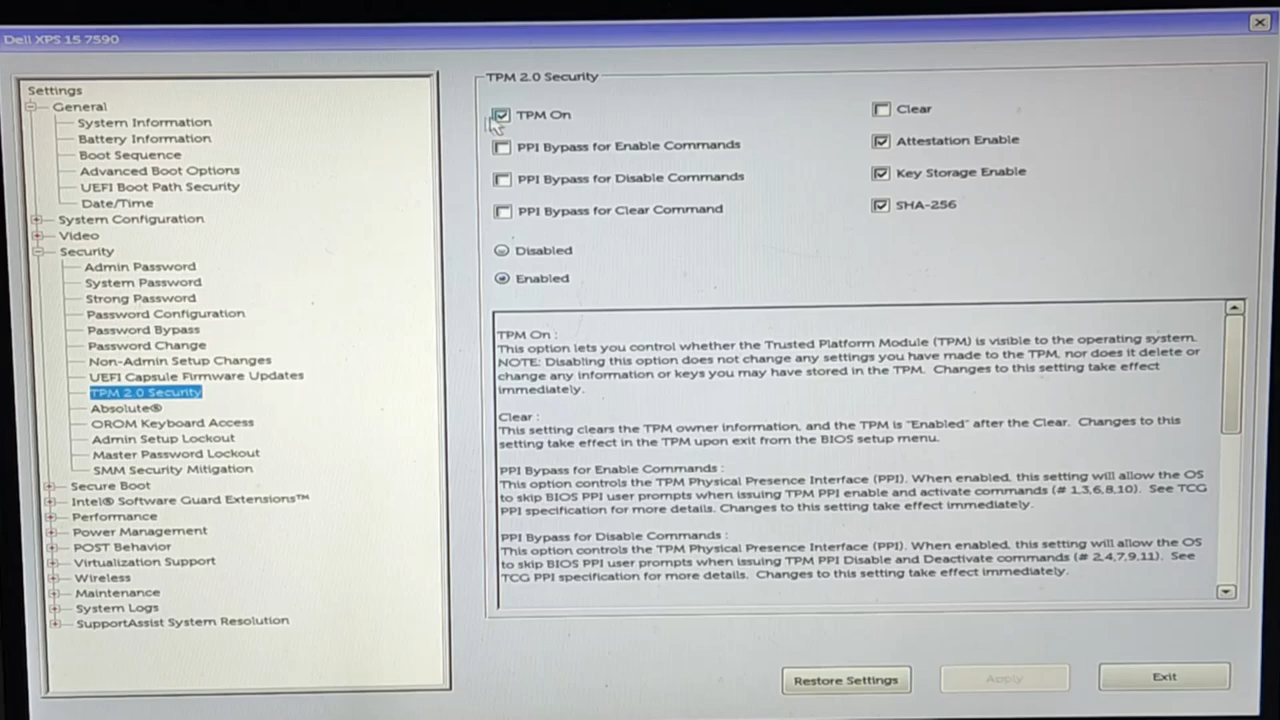 Dell XPS 15 7590
Settings
General
System Information
Battery Information
Boot Sequence
Advanced Boot Options
UEFI Boot Path Security
Date/Time
System Configuration
Video
Security
Admin Password
System Password
Strong Password
Password Configuration
Password Bypass
Password Change
Non-Admin Setup Changes
UEFI Capsule Firmware Updates
TPM 2.0 Security
Absolute®
OROM Keyboard Access
Admin Setup Lockout
Master Password Lockout
SMM Security Mitigation
Secure Boot
Intel® Software Guard Extensions™
Performance
Power Management
POST Behavior
Virtualization Support
Wireless
Maintenance
System Logs
SupportAssist System Resolution
TPM 2.0 Security
TPM On
PPI Bypass for Enable Commands
PPI Bypass for Disable Commands
PPI Bypass for Clear Command
Clear
Attestation Enable
Key Storage Enable
SHA-256
Disabled
Enabled
TPM On :
This option lets you control whether the Trusted Platform Module (TPM) is visible to the operating system.
NOTE: Disabling this option does not change any settings you have made to the TPM, nor does it delete or
change any information or keys you may have stored in the TPM. Changes to this setting take effect
immediately.
Clear :
This setting clears the TPM owner information, and the TPM is "Enabled" after the Clear. Changes to this
setting take effect in the TPM upon exit from the BIOS setup menu.
PPI Bypass for Enable Commands :
This option controls the TPM Physical Presence Interface (PPI). When enabled, this setting will allow the OS
to skip BIOS PPI user prompts when issuing TPM PPI enable and activate commands (# 1,3,6,8,10). See TCG
PPI specification for more details. Changes to this setting take effect immediately.
PPI Bypass for Disable Commands :
This option controls the TPM Physical Presence Interface (PPI). When enabled, this setting will allow the OS
to skip BIOS PPI user prompts when issuing TPM PPI Disable and Deactivate commands (# 2,4,7,9,11). See
TCG PPI specification for more details. Changes to this setting take effect immediately.
Restore Settings
Apply
Exit